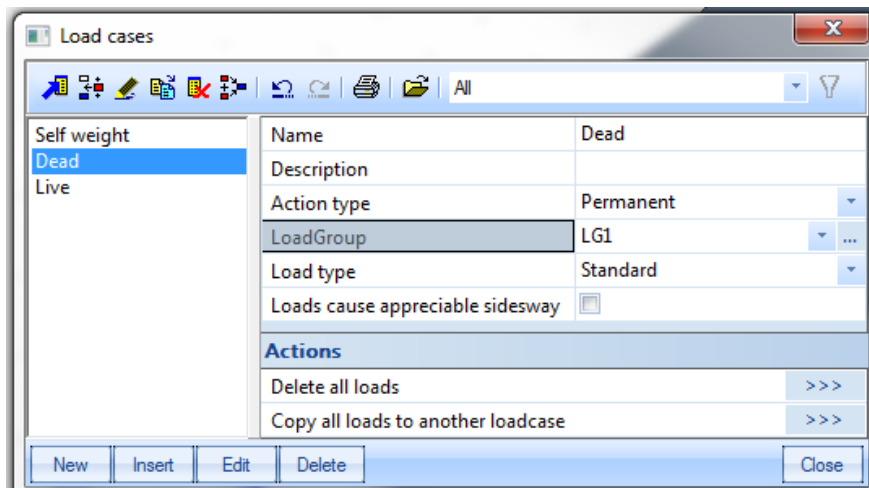 Load cases
All
Self weight
Dead
Live
Name Dead
Description
Action type Permanent
LoadGroup LG1 ...
Load type Standard
Loads cause appreciable sidesway
Actions
Delete all loads >>>
Copy all loads to another loadcase >>>
New Insert Edit Delete Close